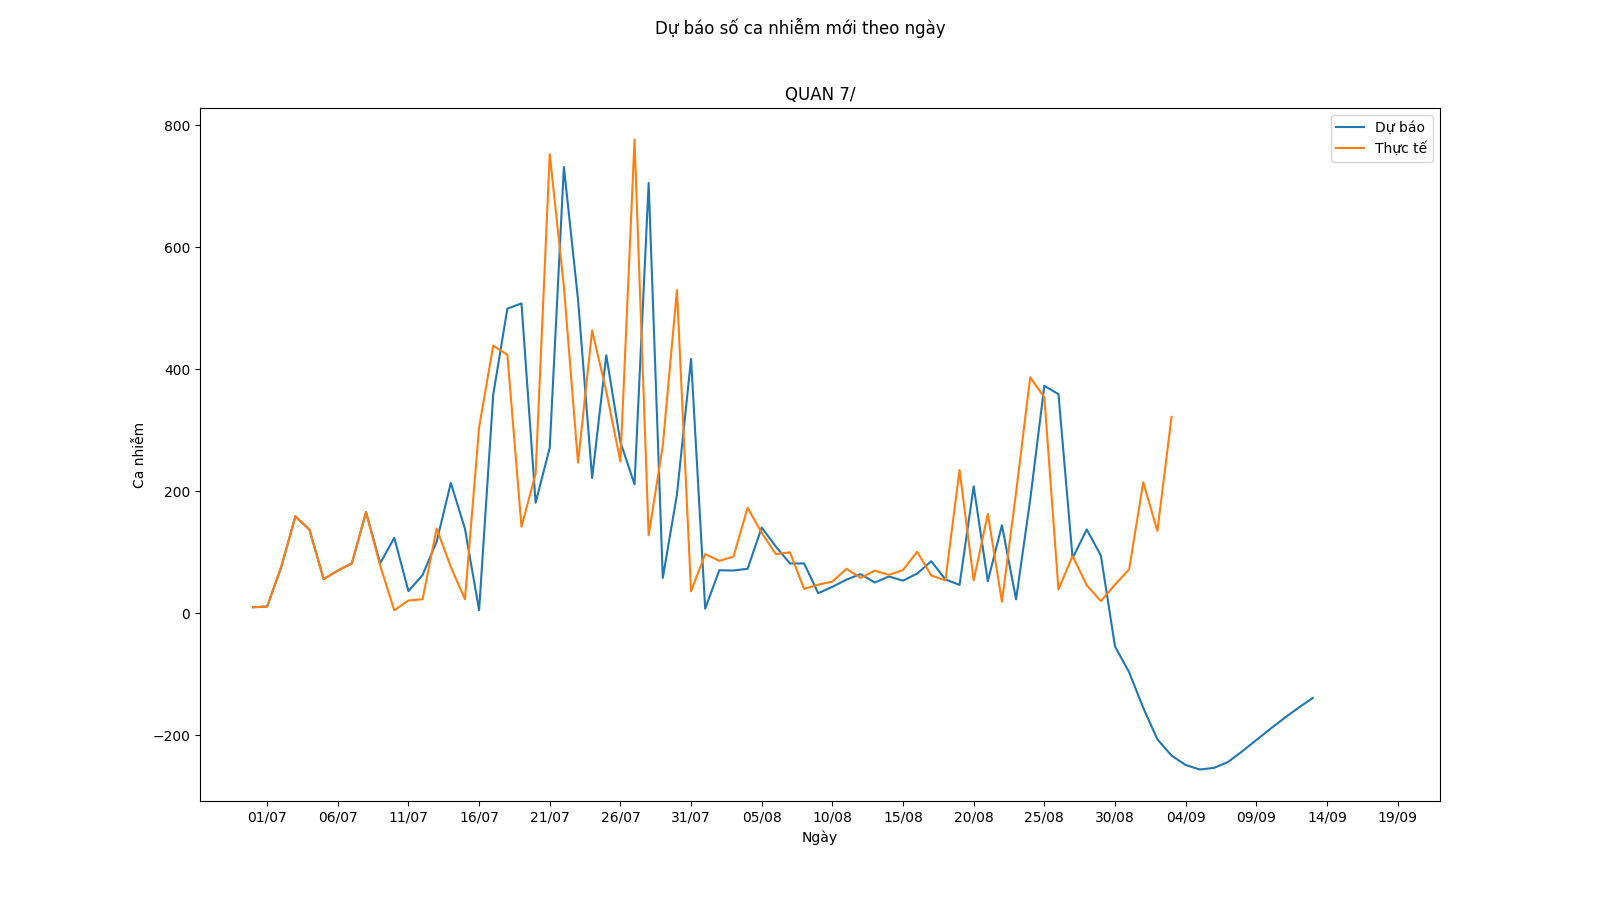 Dự báo số ca nhiễm mới theo ngày
QUAN 7/
Dự báo
Thực tế
800
600
400
200
0
−200
Ca nhiễm
01/07 06/07 11/07 16/07 21/07 26/07 31/07 05/08 10/08 15/08 20/08 25/08 30/08 04/09 09/09 14/09 19/09
Ngày